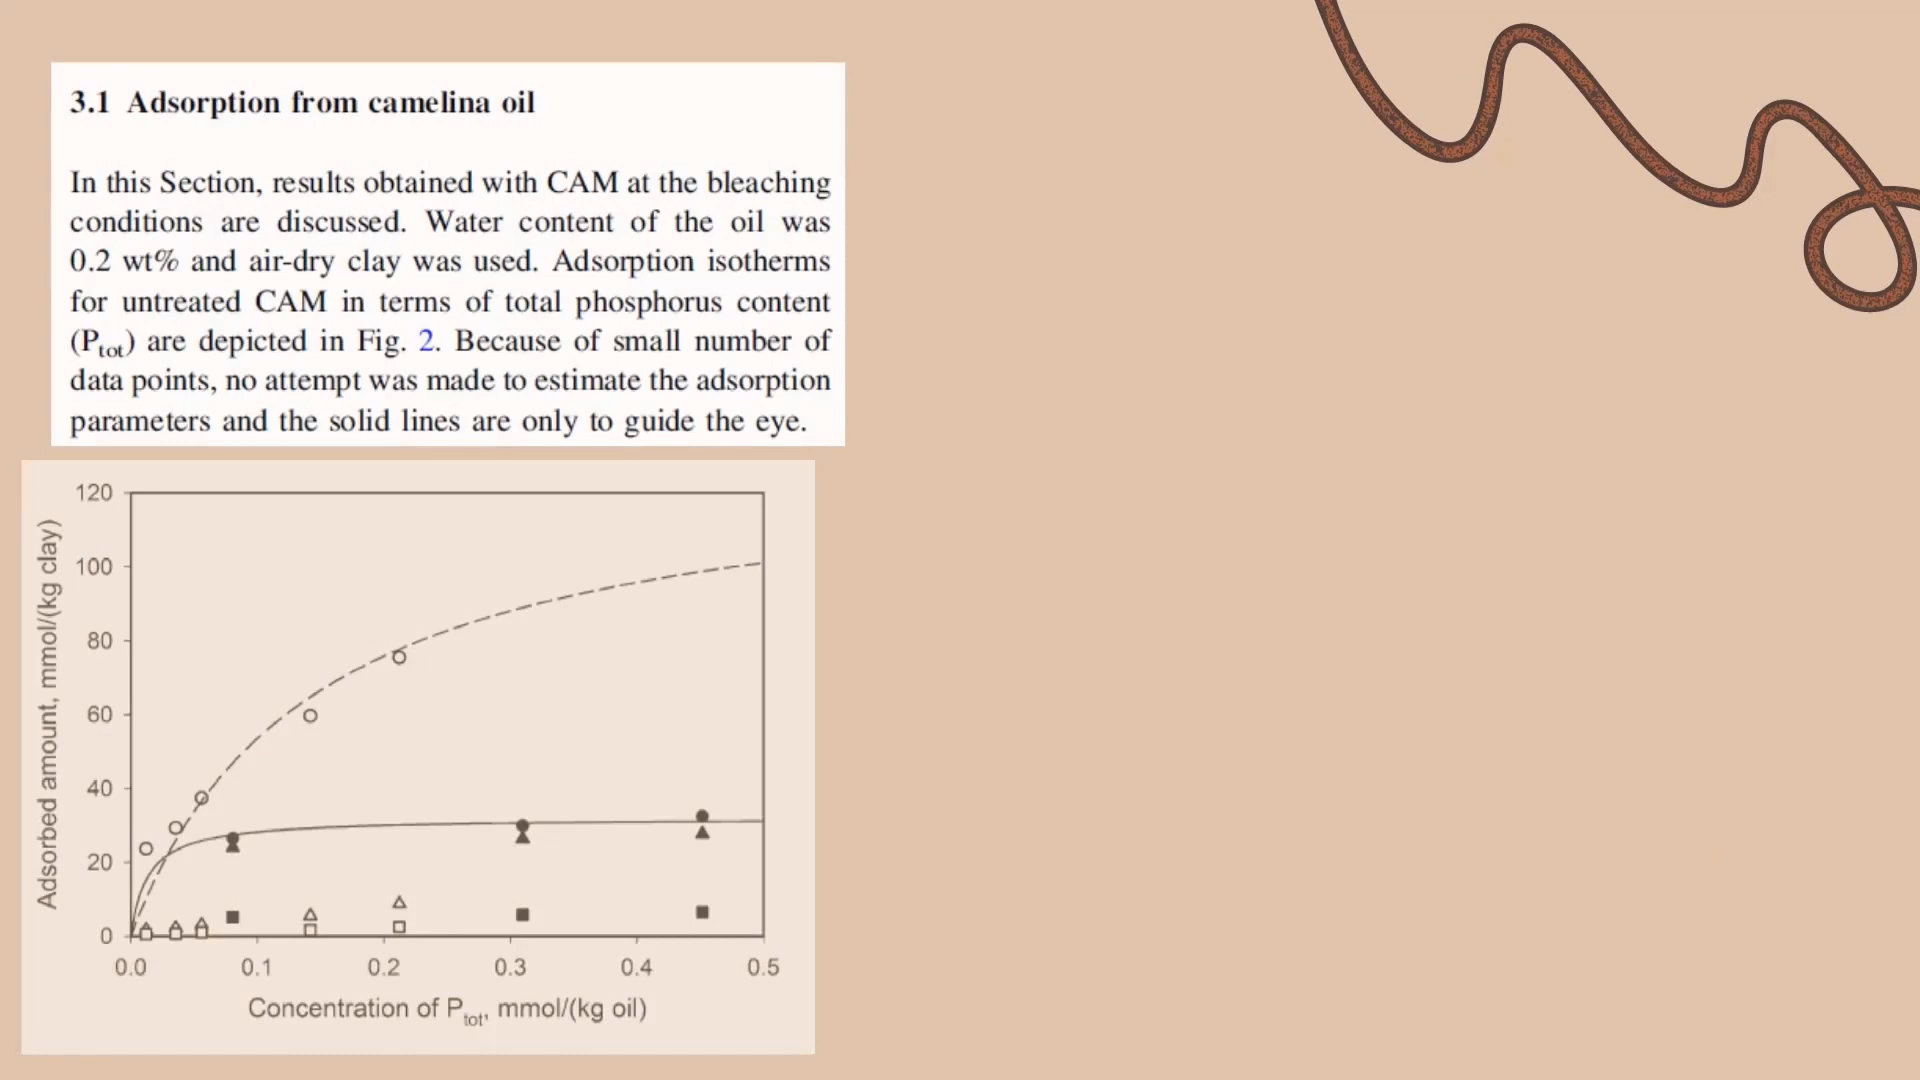 3.1 Adsorption from camelina oil
In this Section, results obtained with CAM at the bleaching
conditions are discussed. Water content of the oil was
0.2 wt% and air-dry clay was used. Adsorption isotherms
for untreated CAM in terms of total phosphorus content
(Ptot) are depicted in Fig. 2. Because of small number of
data points, no attempt was made to estimate the adsorption
parameters and the solid lines are only to guide the eye.
120
100
80
60
40
20
0
Adsorbed amount, mmol/(kg clay)
0.0 0.1 0.2 0.3 0.4 0.5
Concentration of Ptot, mmol/(kg oil)